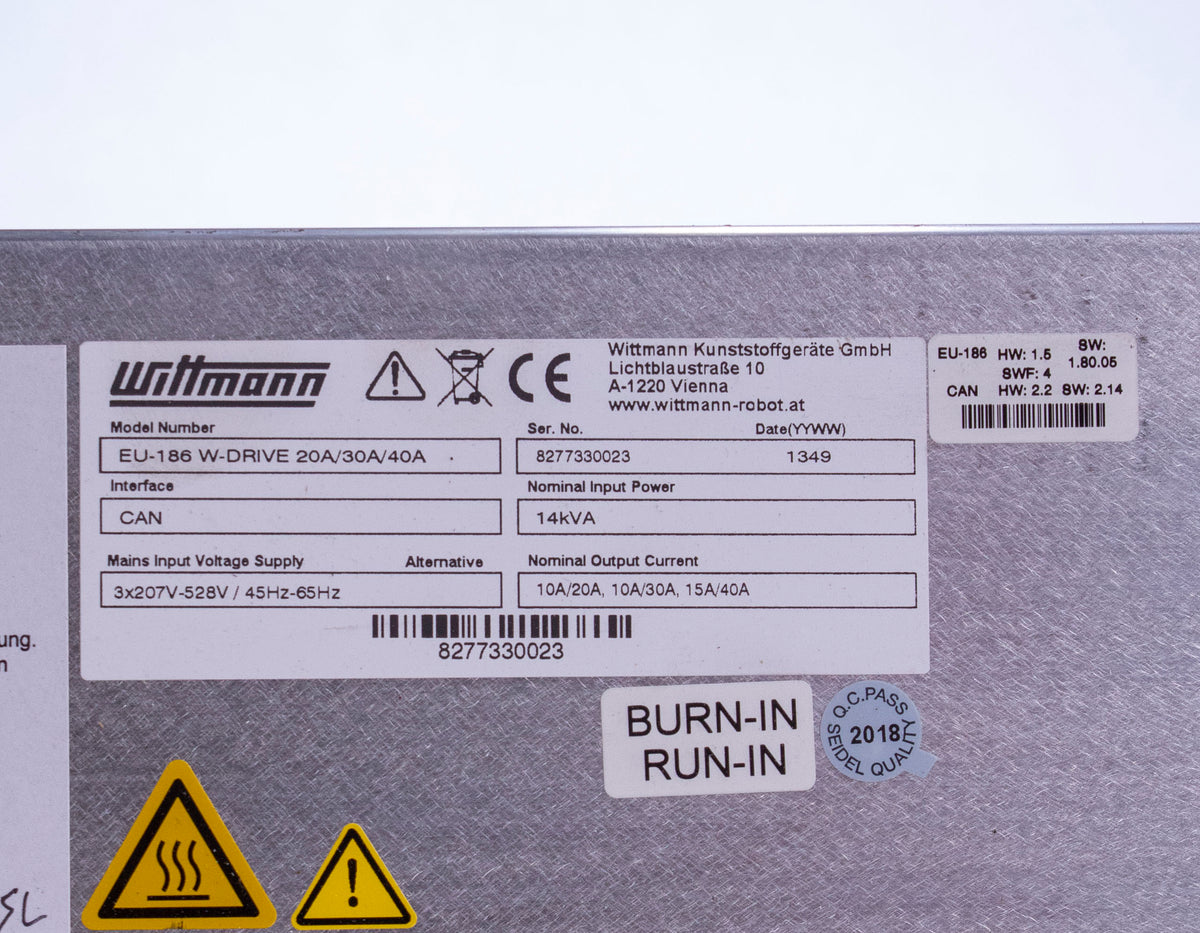 Wittmann
Wittmann Kunststoffgeräte GmbH
Lichtblaustraße 10
A-1220 Vienna
www.wittmann-robot.at
Model Number
EU-186 W-DRIVE 20A/30A/40A
Ser. No. Date(YYWW)
8277330023 1349
Interface
CAN
Nominal Input Power
14kVA
Mains Input Voltage Supply Alternative
3x207V-528V / 45Hz-65Hz
Nominal Output Current
10A/20A, 10A/30A, 15A/40A
8277330023
EU-186 HW: 1.5 SW: 1.80.05
SWF: 4
CAN HW: 2.2 SW: 2.14
BURN-IN
RUN-IN
Q.C.PASS
2018
SEIDEL QUALITY
ung.
n
SL